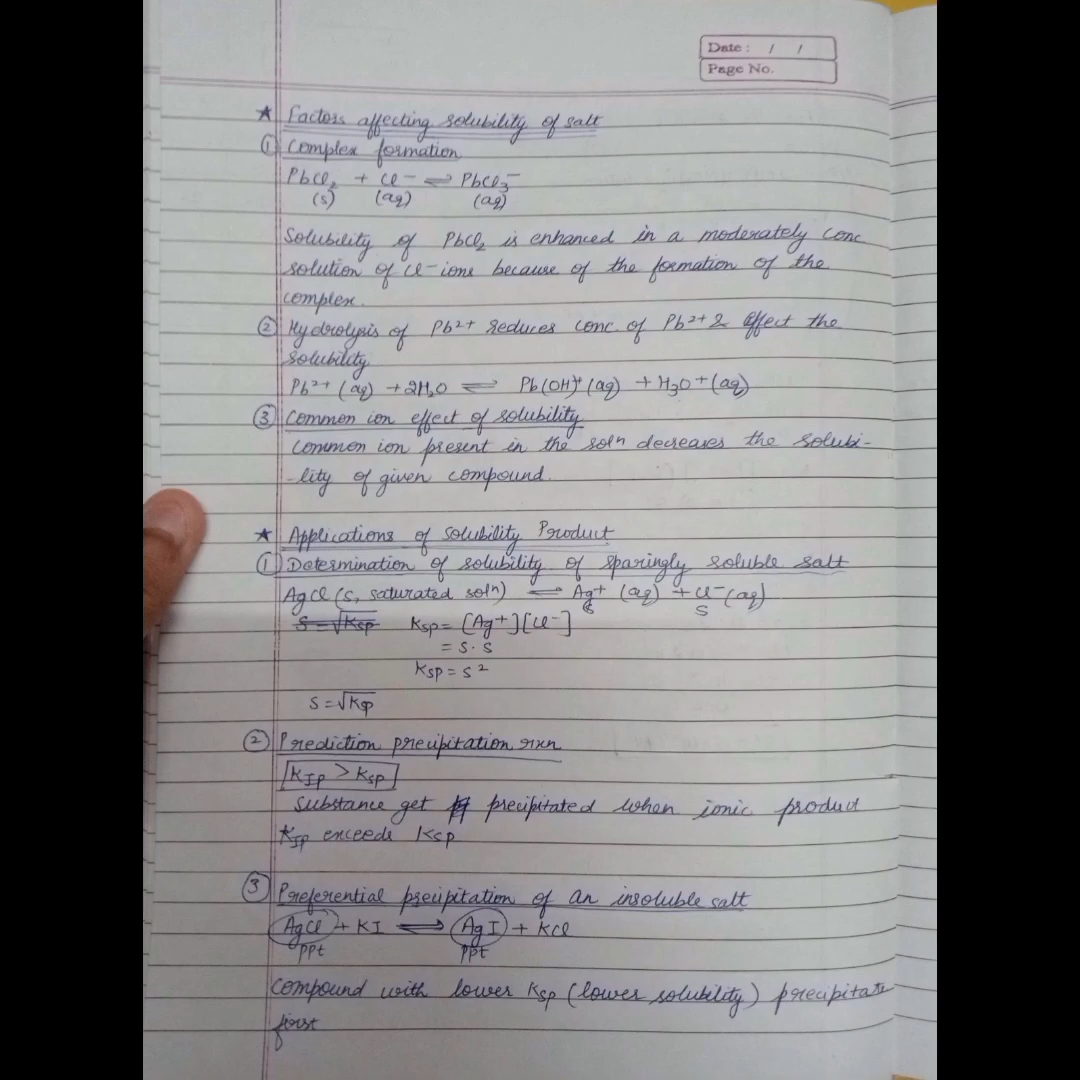 Date : / /
Page No.
★ Factors affecting solubility of salt
① Complex formation
PbCl₂ + Cl⁻ ⇌ PbCl₃⁻
(s) (aq) (aq)
Solubility of PbCl₂ is enhanced in a moderately conc
solution of Cl⁻ ions because of the formation of the
complex.
② Hydrolysis of Pb²⁺ reduces conc. of Pb²⁺ & affect the
solubility
Pb²⁺ (aq) + 2H₂O ⇌ Pb(OH)⁺ (aq) + H₃O⁺ (aq)
③ Common ion effect of solubility
Common ion present in the solⁿ decreases the solubi-
-lity of given compound.
★ Applications of solubility Product
① Determination of solubility of sparingly soluble salt
AgCl (s, saturated solⁿ) ⇌ Ag⁺ (aq) + Cl⁻ (aq)
s s
s = √Ksp Ksp = [Ag⁺][Cl⁻]
= s · s
Ksp = s²
s = √Ksp
② Prediction precipitation rxn
KIp > Ksp
Substance get precipitated when ionic product
KIp exceeds Ksp
③ Preferential precipitation of an insoluble salt
AgCl + KI ⇌ AgI + KCl
ppt ppt
Compound with lower Ksp (lower solubility) precipitate
first